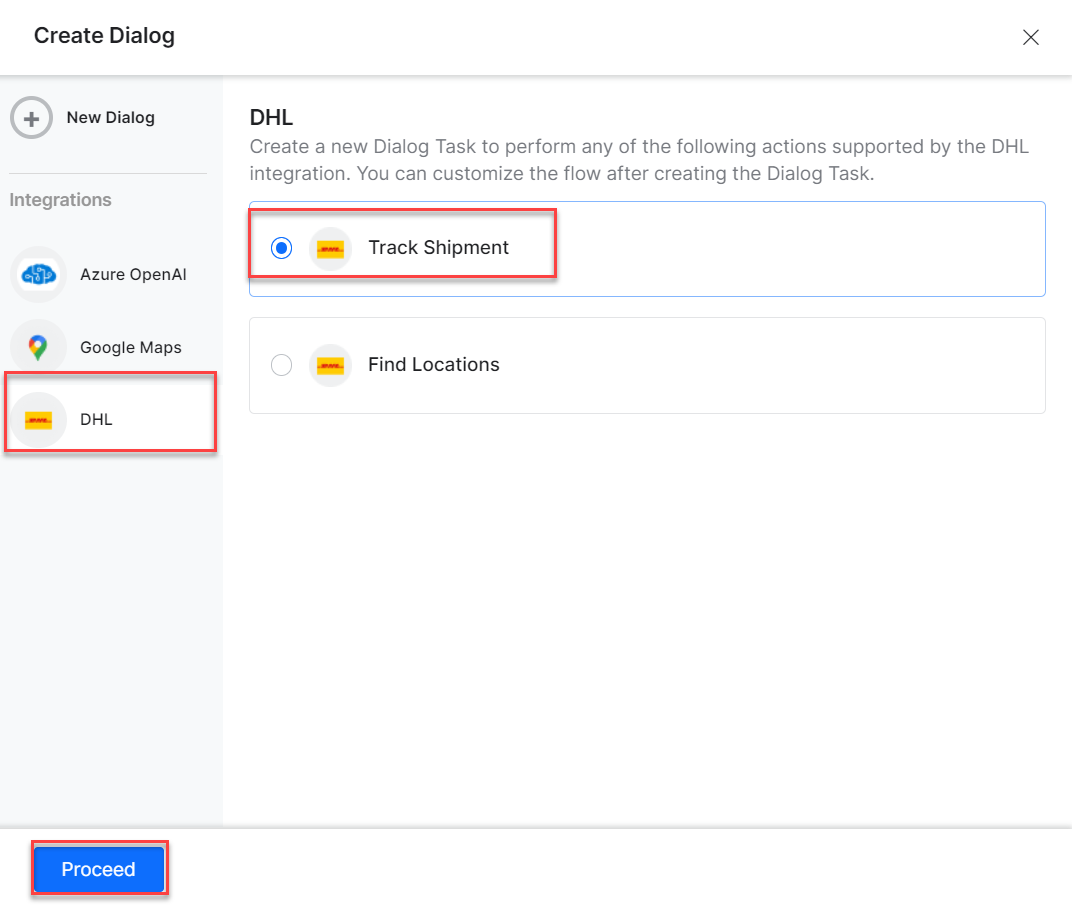 Create Dialog
New Dialog
Integrations
Azure OpenAI
Google Maps
DHL
DHL
Create a new Dialog Task to perform any of the following actions supported by the DHL
integration. You can customize the flow after creating the Dialog Task.
Track Shipment
Find Locations
Proceed